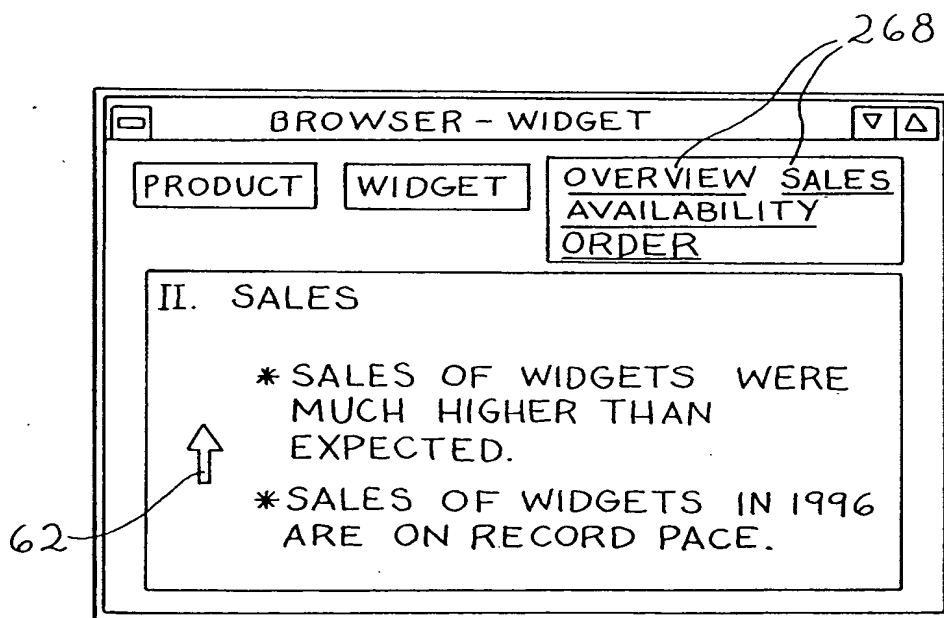 268
BROWSER - WIDGET
PRODUCT WIDGET OVERVIEW SALES
AVAILABILITY
ORDER
II. SALES
* SALES OF WIDGETS WERE
MUCH HIGHER THAN
EXPECTED.
62
* SALES OF WIDGETS IN 1996
ARE ON RECORD PACE.